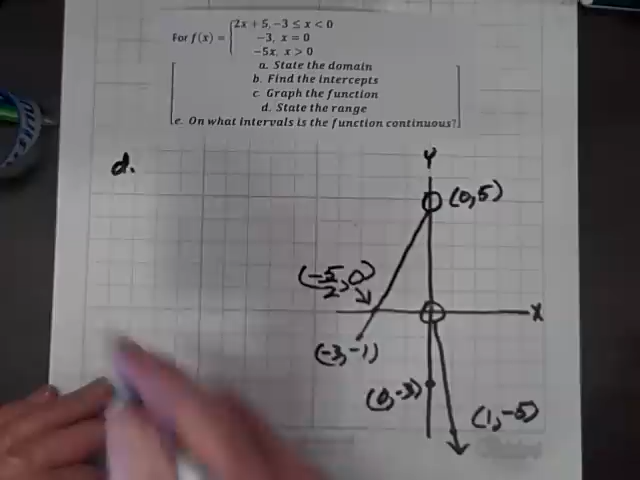 For f(x) = { 2x + 5, -3 ≤ x < 0
-3, x = 0
-5x, x > 0
a. State the domain
b. Find the intercepts
c. Graph the function
d. State the range
e. On what intervals is the function continuous?
d.
Y
(0,5)
(-5/2, 0)
X
(-3,-1)
(0,-3)
(1,-5)